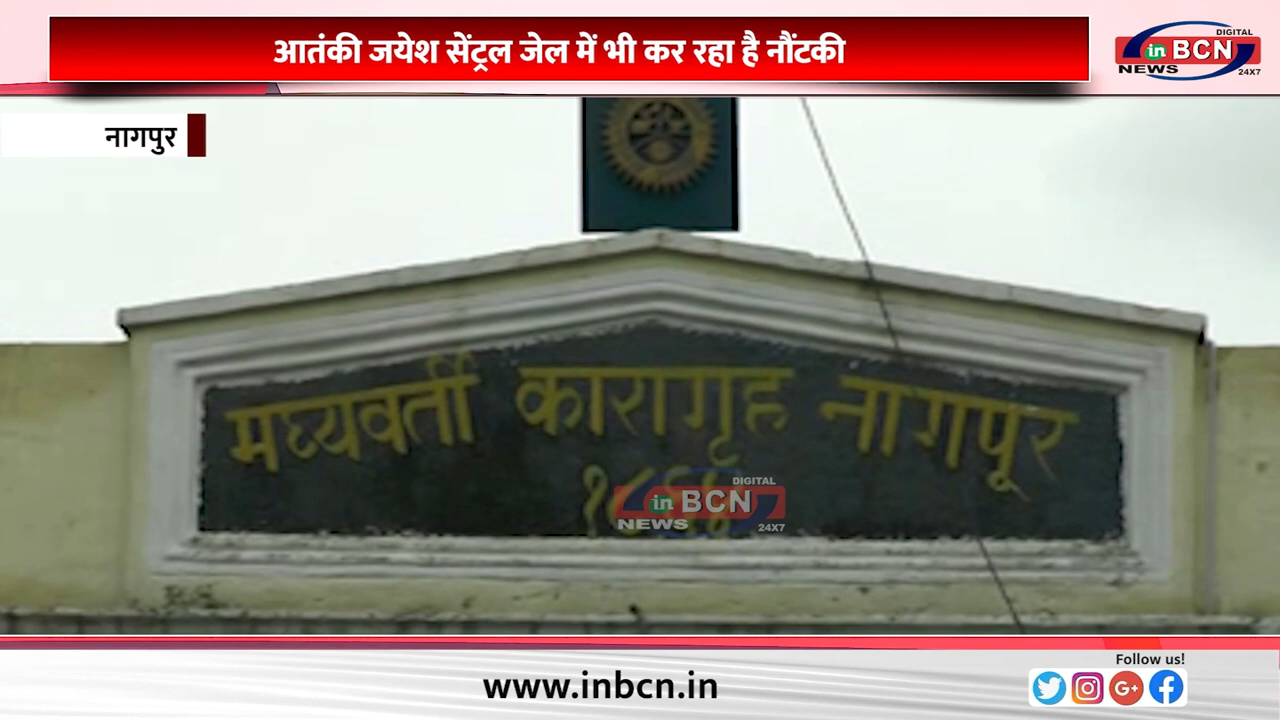 आतंकी जयेश सेंट्रल जेल में भी कर रहा है नौंटकी
DIGITAL
in BCN
NEWS 24X7
नागपुर
मध्यवर्ती कारागृह नागपूर
DIGITAL
in BCN
NEWS 24X7
Follow us!
www.inbcn.in